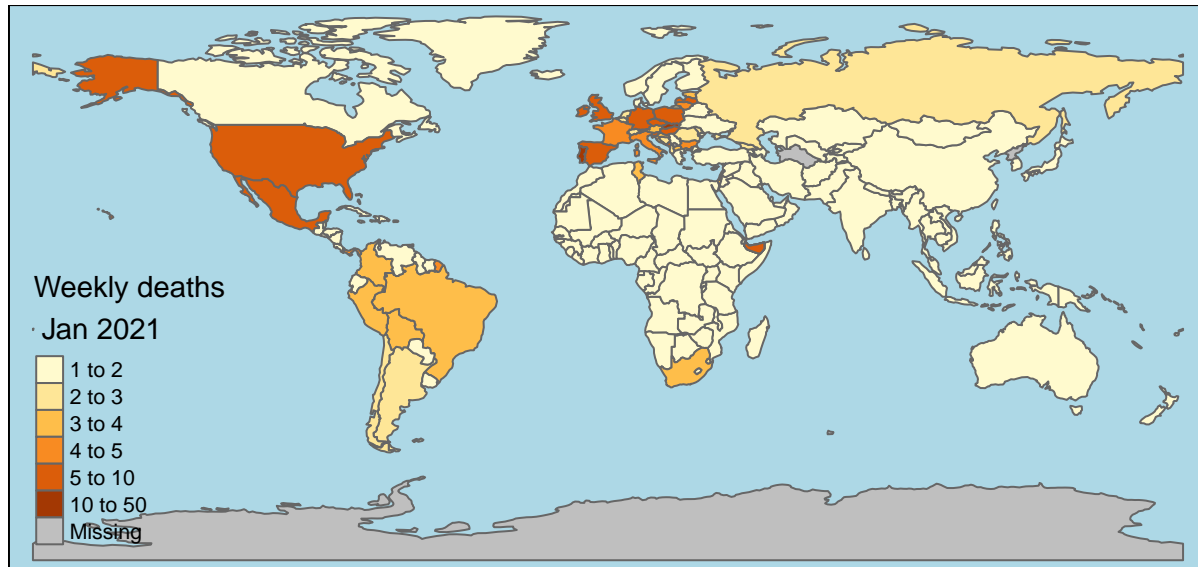 Weekly deaths
Jan 2021
1 to 2
2 to 3
3 to 4
4 to 5
5 to 10
10 to 50
Missing